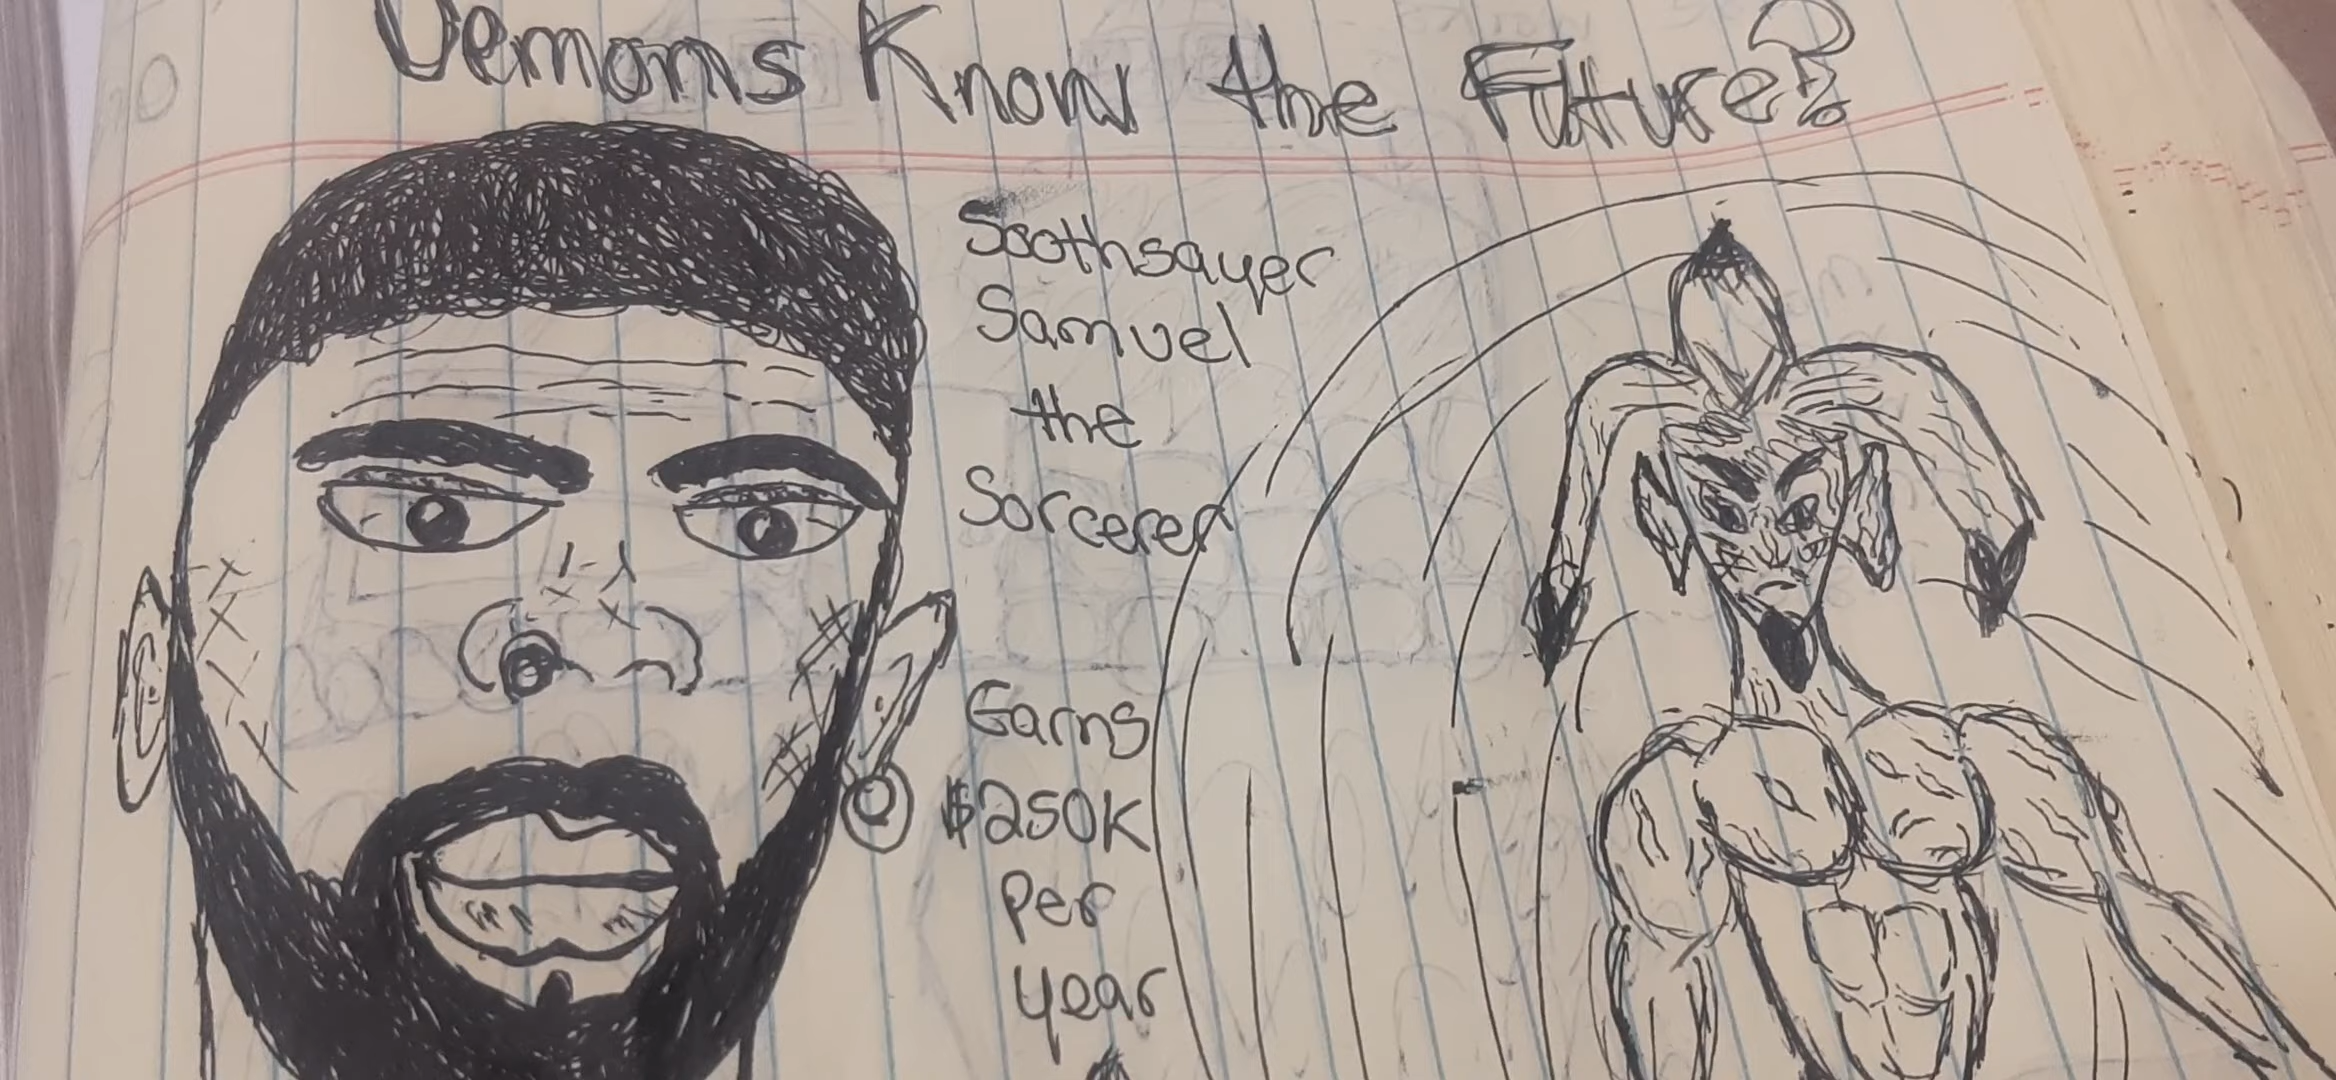 Demons Know the Future?
Soothsayer
Samuel
the
Sorcerer
Earns
$250K
per
year